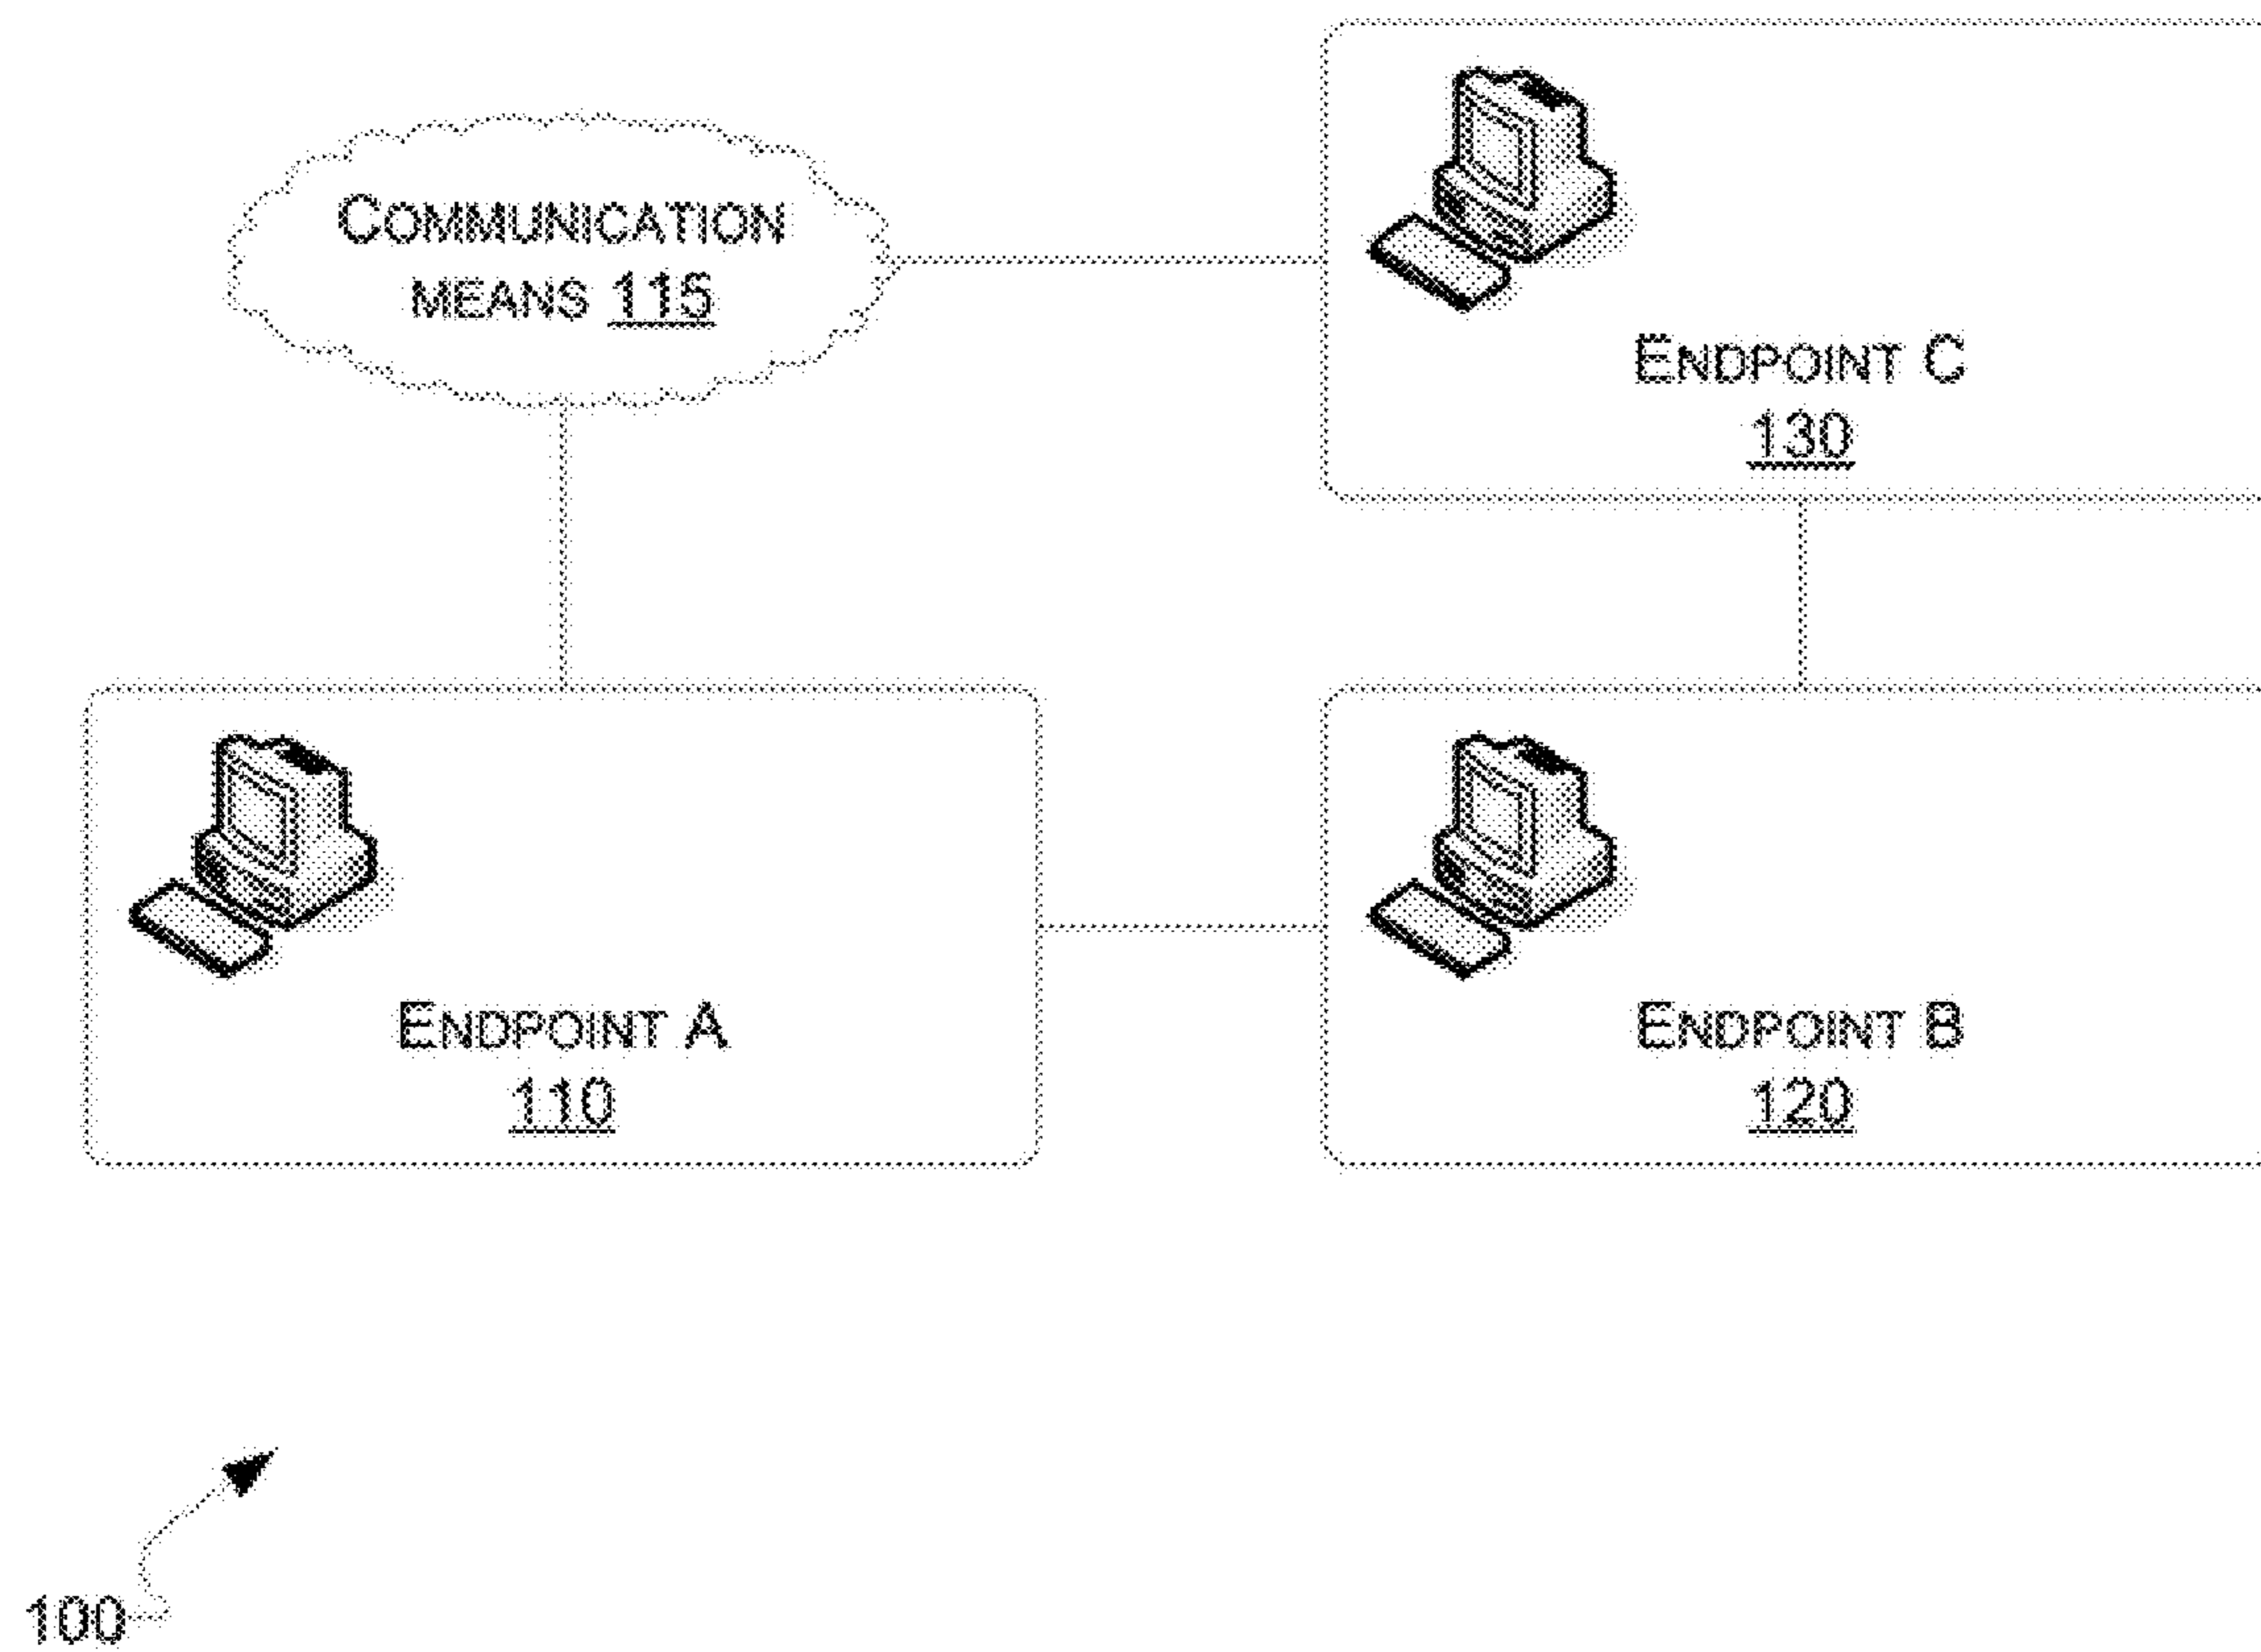 COMMUNICATION
MEANS 115
ENDPOINT C
130
ENDPOINT A
110
ENDPOINT B
120
100